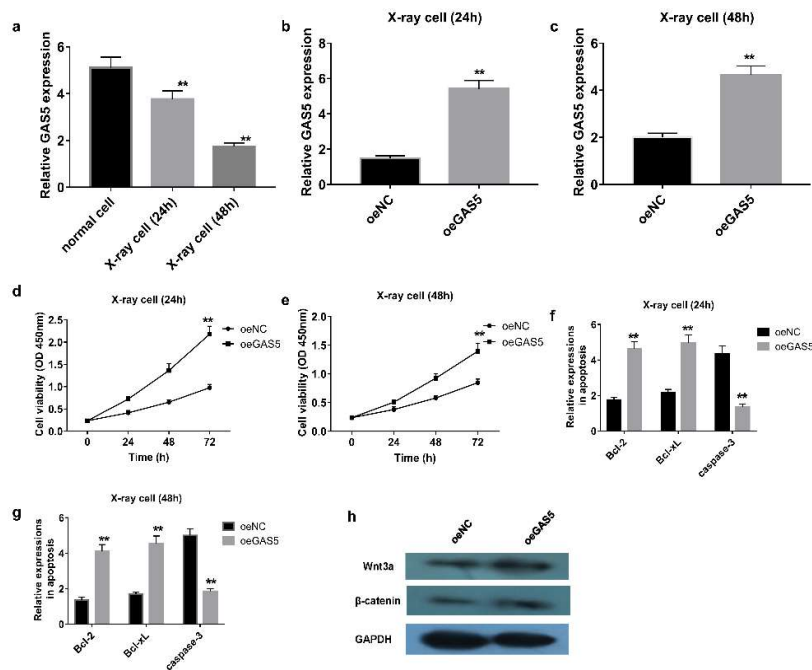 a
Relative GAS5 expression
6
4
2
0
**
**
normal cell
X-ray cell (24h)
X-ray cell (48h)
b
X-ray cell (24h)
Relative GAS5 expression
8
6
4
2
0
**
oeNC
oeGAS5
c
X-ray cell (48h)
Relative GAS5 expression
6
4
2
0
**
oeNC
oeGAS5
d
X-ray cell (24h)
Cell viability (OD 450nm)
2.5
2.0
1.5
1.0
0.5
0.0
0 24 48 72
Time (h)
oeNC
oeGAS5
**
e
X-ray cell (48h)
Cell viability (OD 450nm)
2.0
1.5
1.0
0.5
0.0
0 24 48 72
Time (h)
oeNC
oeGAS5
**
f
X-ray cell (24h)
Relative expressions
in apoptosis
6
4
2
0
** ** **
Bcl-2
Bcl-xL
caspase-3
oeNC
oeGAS5
g
X-ray cell (48h)
Relative expressions
in apoptosis
6
4
2
0
** ** **
Bcl-2
Bcl-xL
caspase-3
oeNC
oeGAS5
h
oeNC oeGAS5
Wnt3a
β-catenin
GAPDH